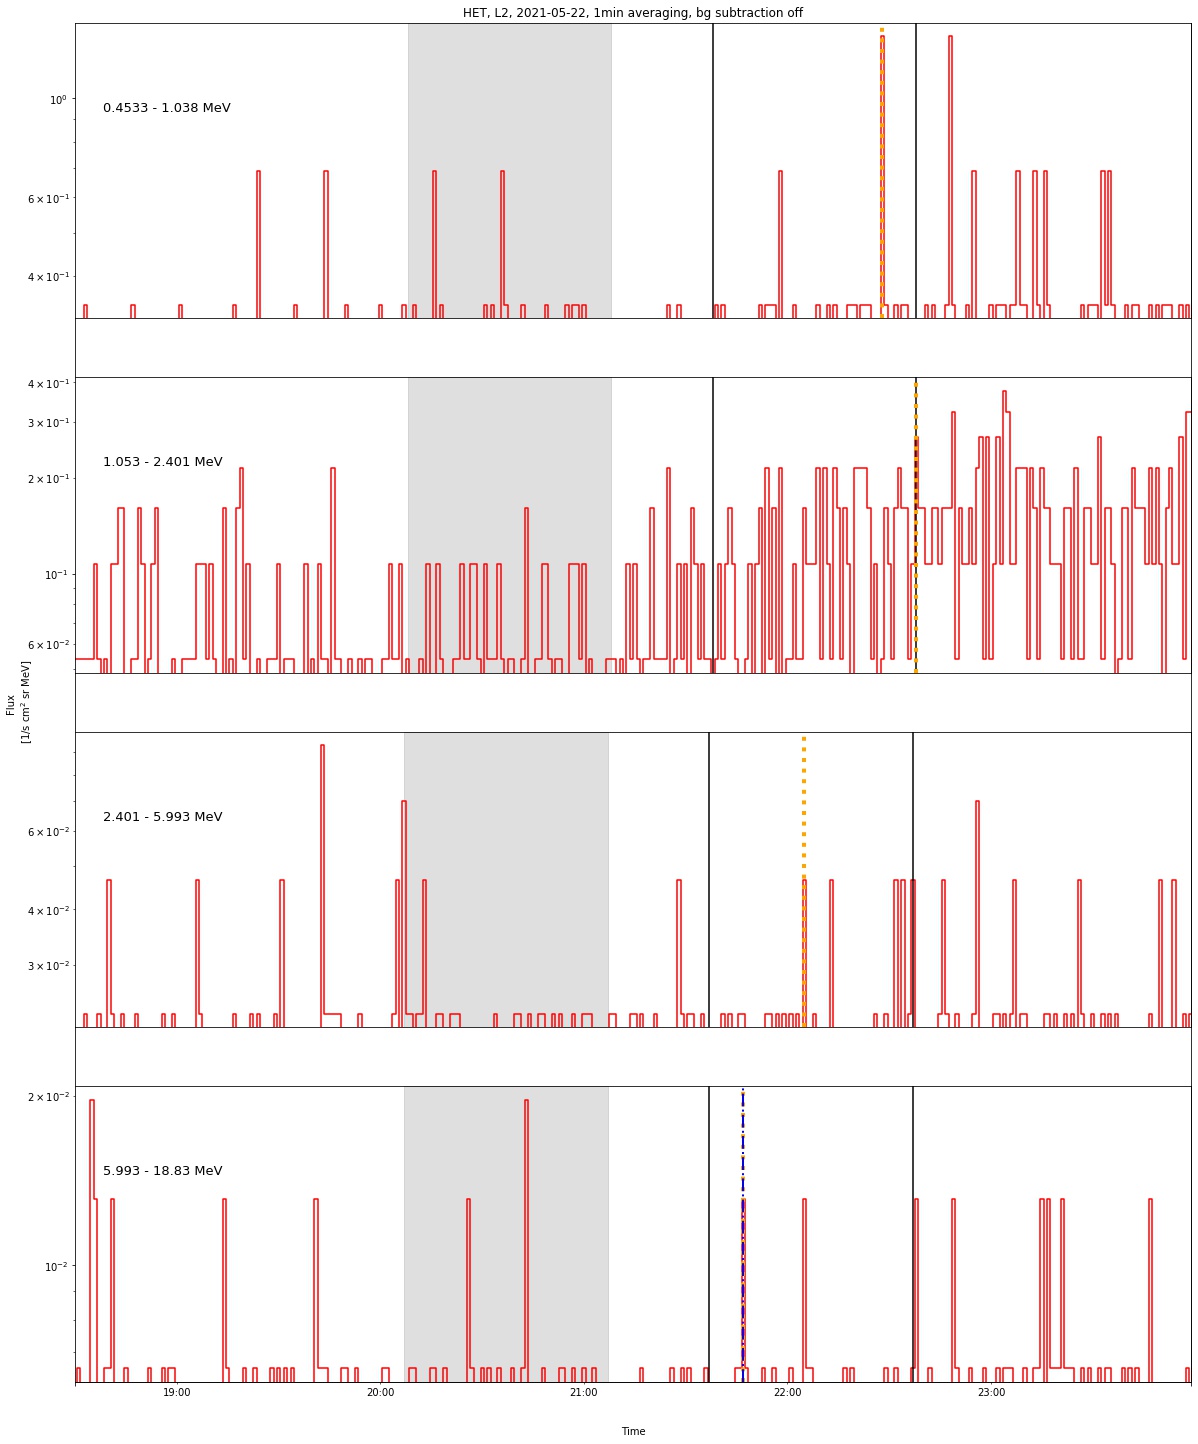 HET, L2, 2021-05-22, 1min averaging, bg subtraction off
10⁰
6 × 10⁻¹
4 × 10⁻¹
0.4533 - 1.038 MeV
4 × 10⁻¹
3 × 10⁻¹
2 × 10⁻¹
10⁻¹
6 × 10⁻²
1.053 - 2.401 MeV
Flux
[1/s cm² sr MeV]
6 × 10⁻²
4 × 10⁻²
3 × 10⁻²
2.401 - 5.993 MeV
2 × 10⁻²
10⁻²
5.993 - 18.83 MeV
19:00 20:00 21:00 22:00 23:00
Time